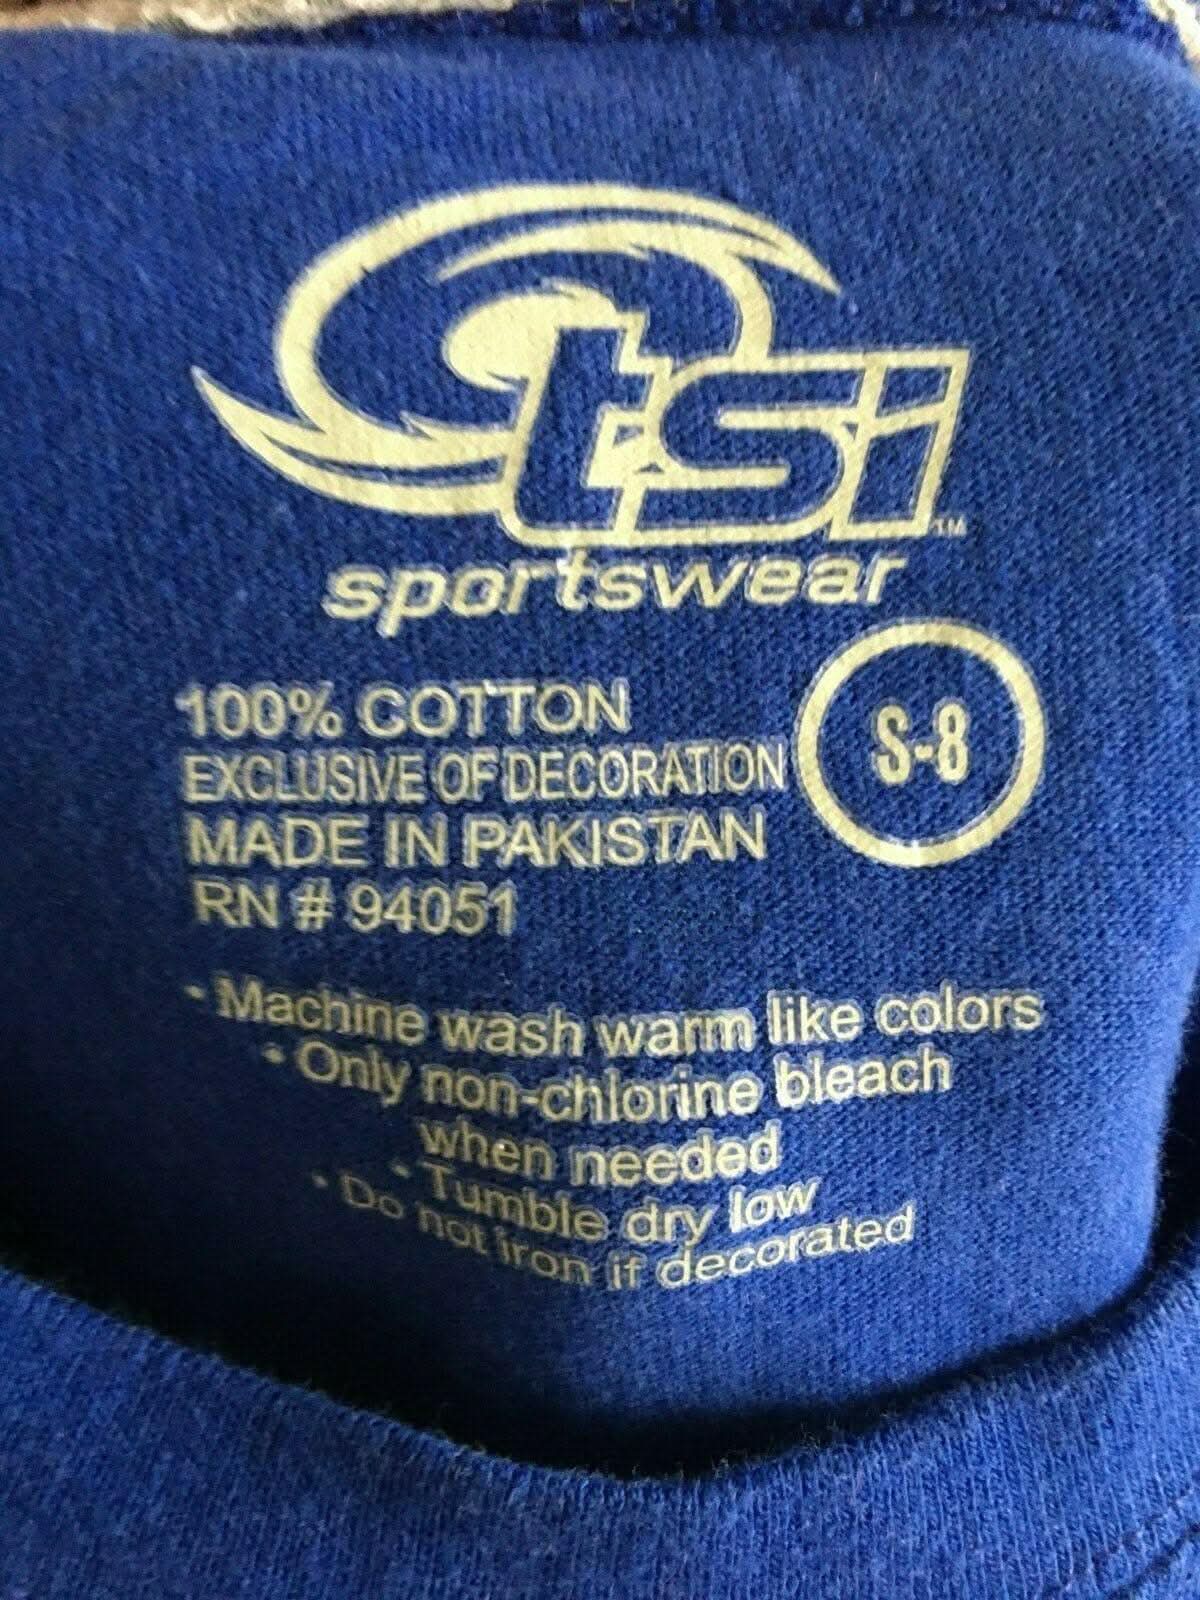 tsi™
sportswear
100% COTTON
EXCLUSIVE OF DECORATION
MADE IN PAKISTAN
RN # 94051
S-8
• Machine wash warm like colors
• Only non-chlorine bleach
when needed
• Tumble dry low
• Do not iron if decorated